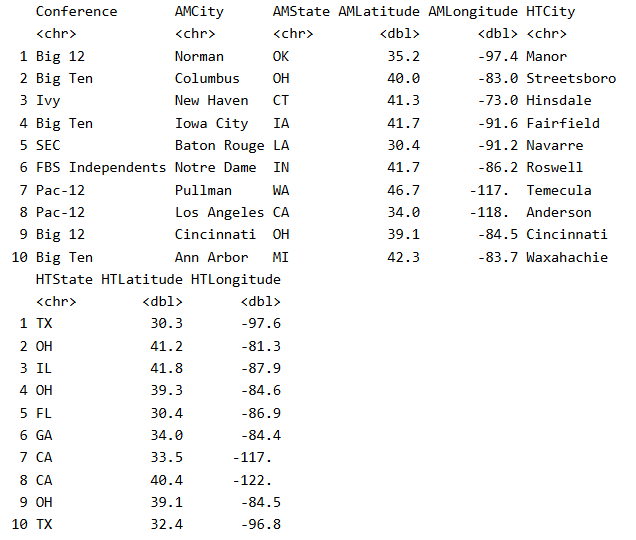 Conference       AMCity      AMState AMLatitude AMLongitude HTCity
   <chr>            <chr>       <chr>        <dbl>       <dbl> <chr>
 1 Big 12           Norman      OK            35.2       -97.4 Manor
 2 Big Ten          Columbus    OH            40.0       -83.0 Streetsboro
 3 Ivy              New Haven   CT            41.3       -73.0 Hinsdale
 4 Big Ten          Iowa City   IA            41.7       -91.6 Fairfield
 5 SEC              Baton Rouge LA            30.4       -91.2 Navarre
 6 FBS Independents Notre Dame  IN            41.7       -86.2 Roswell
 7 Pac-12           Pullman     WA            46.7      -117.  Temecula
 8 Pac-12           Los Angeles CA            34.0      -118.  Anderson
 9 Big 12           Cincinnati  OH            39.1       -84.5 Cincinnati
10 Big Ten          Ann Arbor   MI            42.3       -83.7 Waxahachie
   HTState HTLatitude HTLongitude
   <chr>        <dbl>       <dbl>
 1 TX            30.3       -97.6
 2 OH            41.2       -81.3
 3 IL            41.8       -87.9
 4 OH            39.3       -84.6
 5 FL            30.4       -86.9
 6 GA            34.0       -84.4
 7 CA            33.5      -117.
 8 CA            40.4      -122.
 9 OH            39.1       -84.5
10 TX            32.4       -96.8